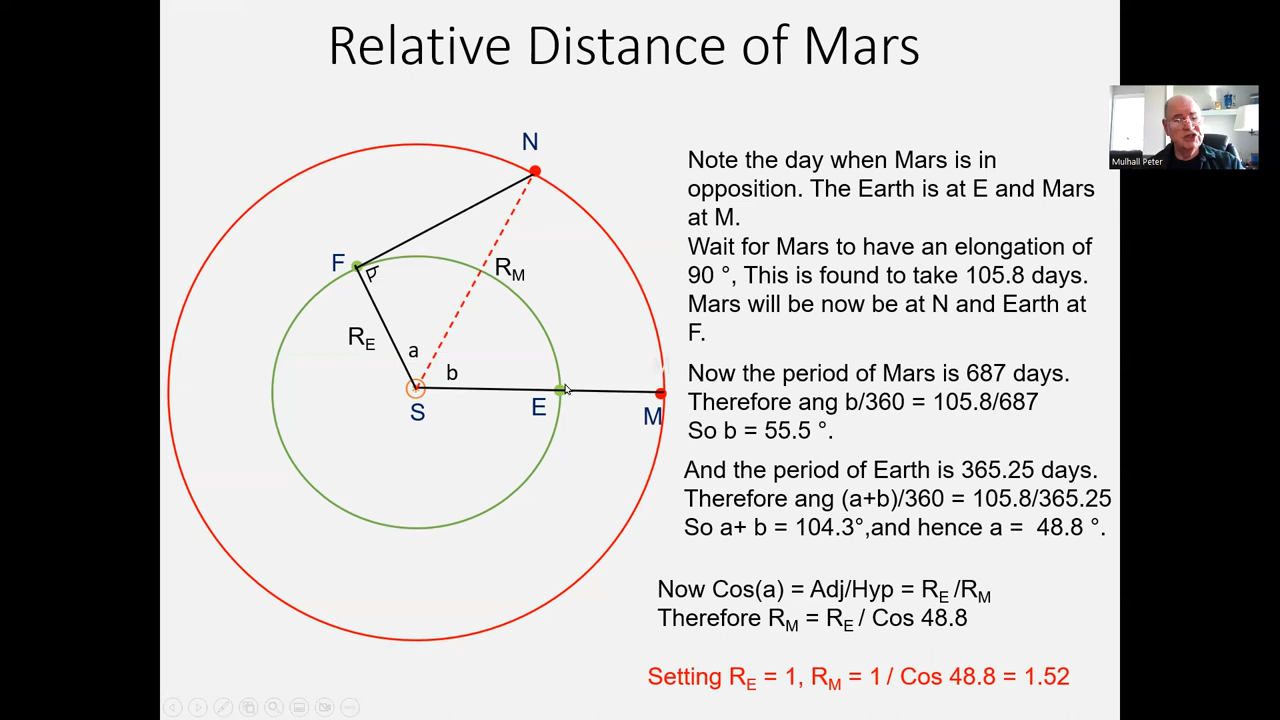 Relative Distance of Mars
N
F
R_M
R_E
a
b
S
E
M
Note the day when Mars is in
opposition. The Earth is at E and Mars
at M.
Wait for Mars to have an elongation of
90 °, This is found to take 105.8 days.
Mars will be now be at N and Earth at
F.
Now the period of Mars is 687 days.
Therefore ang b/360 = 105.8/687
So b = 55.5 °.
And the period of Earth is 365.25 days.
Therefore ang (a+b)/360 = 105.8/365.25
So a+ b = 104.3°,and hence a = 48.8 °.
Now Cos(a) = Adj/Hyp = R_E /R_M
Therefore R_M = R_E / Cos 48.8
Setting R_E = 1, R_M = 1 / Cos 48.8 = 1.52
Mulhall Peter